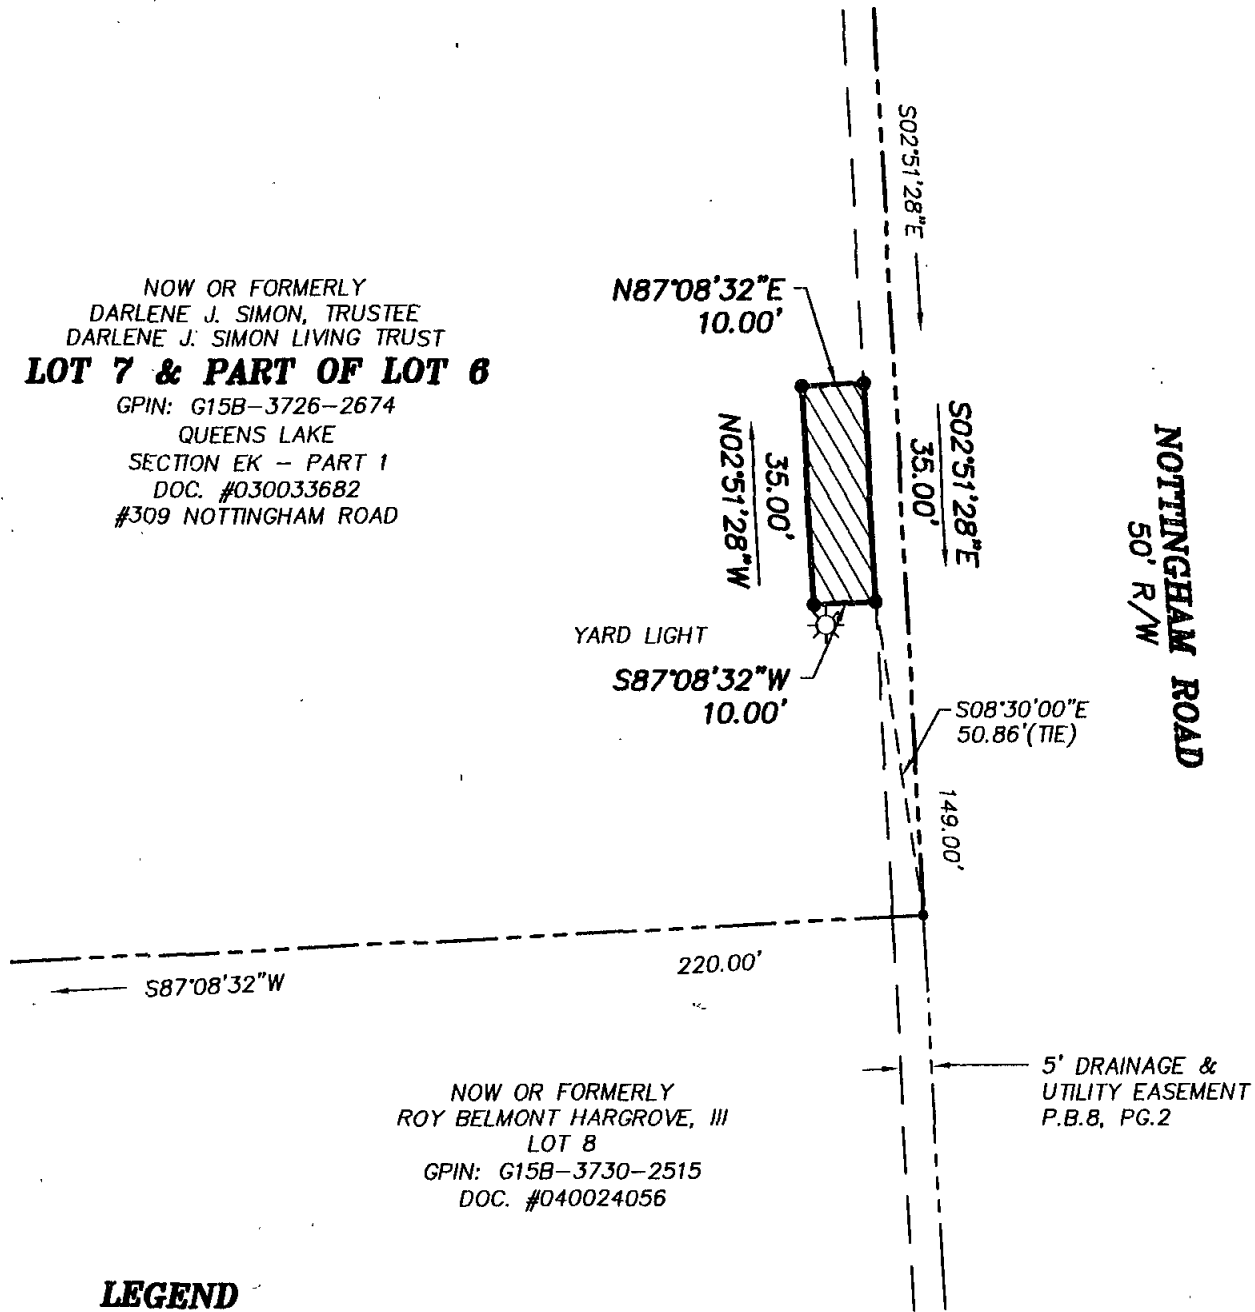 S02°51'28"E
NOW OR FORMERLY
DARLENE J. SIMON, TRUSTEE
DARLENE J. SIMON LIVING TRUST
LOT 7 & PART OF LOT 6
GPIN: G15B-3726-2674
QUEENS LAKE
SECTION EK - PART 1
DOC. #030033682
#309 NOTTINGHAM ROAD
N87°08'32"E
10.00'
35.00'
N02°51'28"W
S02°51'28"E
35.00'
NOTTINGHAM ROAD
50' R/W
YARD LIGHT
S87°08'32"W
10.00'
S08°30'00"E
50.86'(TIE)
149.00'
220.00'
S87°08'32"W
5' DRAINAGE &
UTILITY EASEMENT
P.B.8, PG.2
NOW OR FORMERLY
ROY BELMONT HARGROVE, III
LOT 8
GPIN: G15B-3730-2515
DOC. #040024056
LEGEND